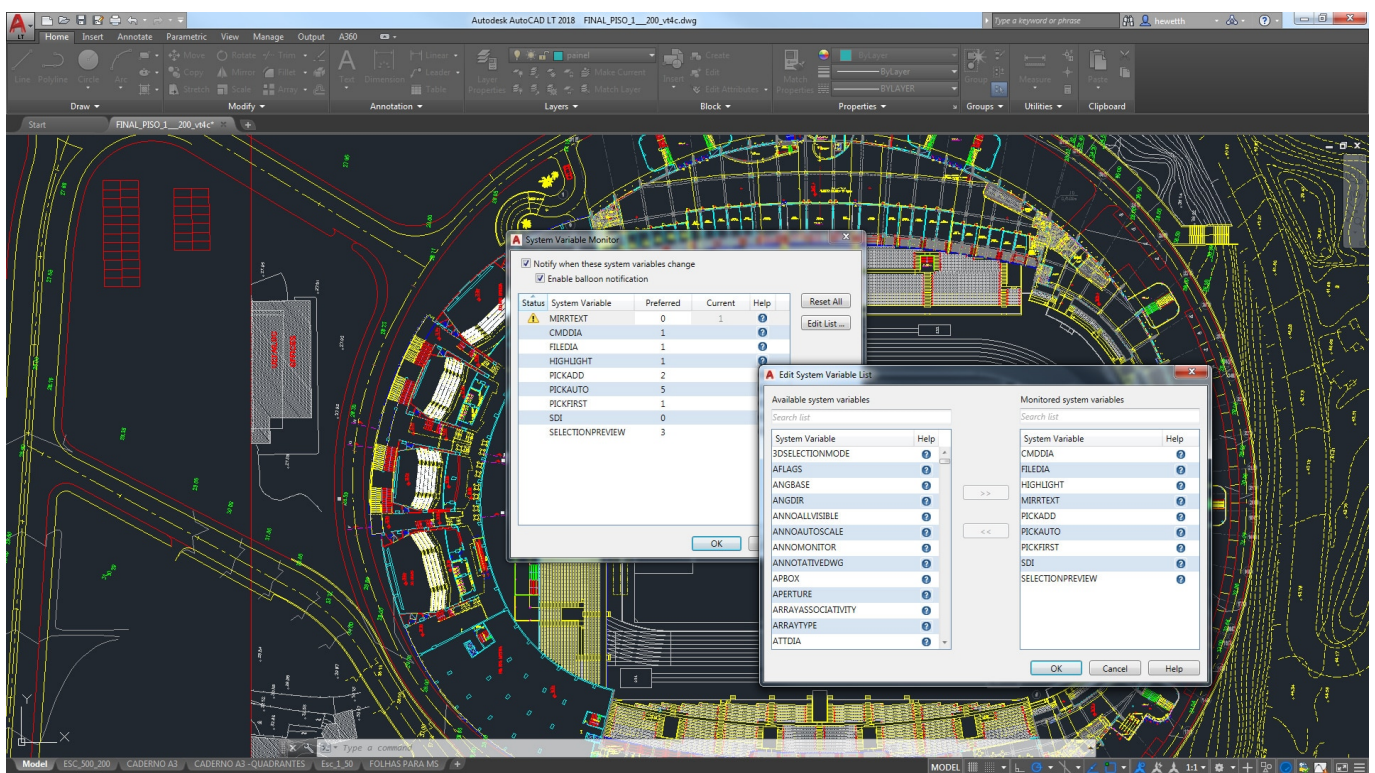 Autodesk AutoCAD LT 2018 FINAL_PISO_1__200_vt4c.dwg
Type a keyword or phrase
hewetth
LT
Home Insert Annotate Parametric View Manage Output A360
Move Rotate Trim
Linear
painel
Create
ByLayer
Line Polyline Circle Arc
Copy Mirror Fillet
Text Dimension
Leader
Layer Properties
Make Current
Insert
Edit
Match Properties
ByLayer
Group
Measure
Paste
Stretch Scale Array
Table
Match Layer
Edit Attributes
BYLAYER
Draw Modify Annotation Layers Block Properties Groups Utilities Clipboard
Start FINAL_PISO_1__200_vt4c*
System Variable Monitor
Notify when these system variables change
Enable balloon notification
Status System Variable Preferred Current Help
MIRRTEXT 0 1
CMDDIA 1
FILEDIA 1
HIGHLIGHT 1
PICKADD 2
PICKAUTO 5
PICKFIRST 1
SDI 0
SELECTIONPREVIEW 3
Reset All
Edit List ...
OK
Edit System Variable List
Available system variables
Search list
System Variable Help
3DSELECTIONMODE
AFLAGS
ANGBASE
ANGDIR
ANNOALLVISIBLE
ANNOAUTOSCALE
ANNOMONITOR
ANNOTATIVEDWG
APBOX
APERTURE
ARRAYASSOCIATIVITY
ARRAYTYPE
ATTDIA
>>
<<
Monitored system variables
Search list
System Variable Help
CMDDIA
FILEDIA
HIGHLIGHT
MIRRTEXT
PICKADD
PICKAUTO
PICKFIRST
SDI
SELECTIONPREVIEW
OK Cancel Help
Y
X
Type a command
Model ESC_500_200 CADERNO A3 CADERNO A3 -QUADRANTES Esc_1_50 FOLHAS PARA MS +
MODEL
1:1